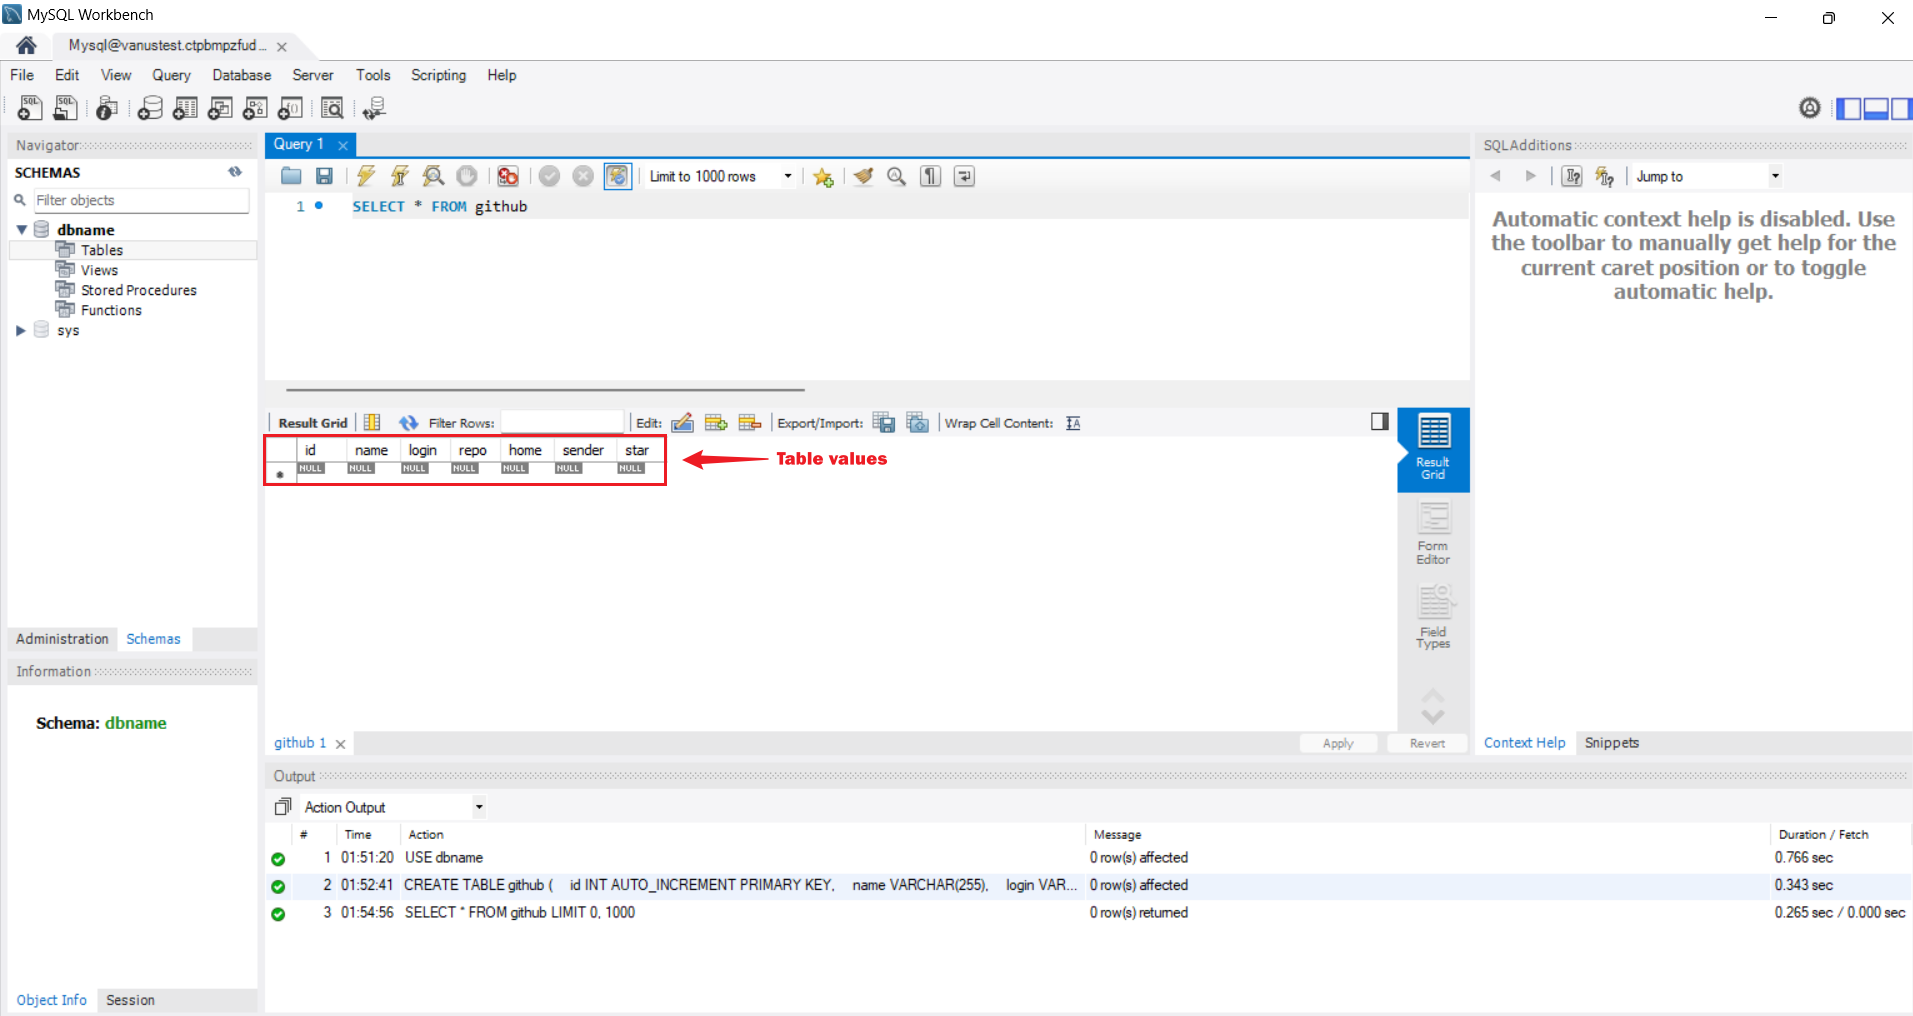 MySQL Workbench
Mysql@vanustest.ctpbmpzfud...
File Edit View Query Database Server Tools Scripting Help
Navigator
SCHEMAS
Filter objects
dbname
Tables
Views
Stored Procedures
Functions
sys
Administration Schemas
Information
Schema: dbname
Object Info Session
Query 1
Limit to 1000 rows
1 SELECT * FROM github
Result Grid Filter Rows: Edit: Export/Import: Wrap Cell Content:
id name login repo home sender star
NULL NULL NULL NULL NULL NULL NULL
Table values
Result
Grid
Form
Editor
Field
Types
github 1
Apply Revert
SQLAdditions
Jump to
Automatic context help is disabled. Use
the toolbar to manually get help for the
current caret position or to toggle
automatic help.
Context Help Snippets
Output
Action Output
# Time Action Message Duration / Fetch
1 01:51:20 USE dbname 0 row(s) affected 0.766 sec
2 01:52:41 CREATE TABLE github ( id INT AUTO_INCREMENT PRIMARY KEY, name VARCHAR(255), login VAR... 0 row(s) affected 0.343 sec
3 01:54:56 SELECT * FROM github LIMIT 0, 1000 0 row(s) returned 0.265 sec / 0.000 sec